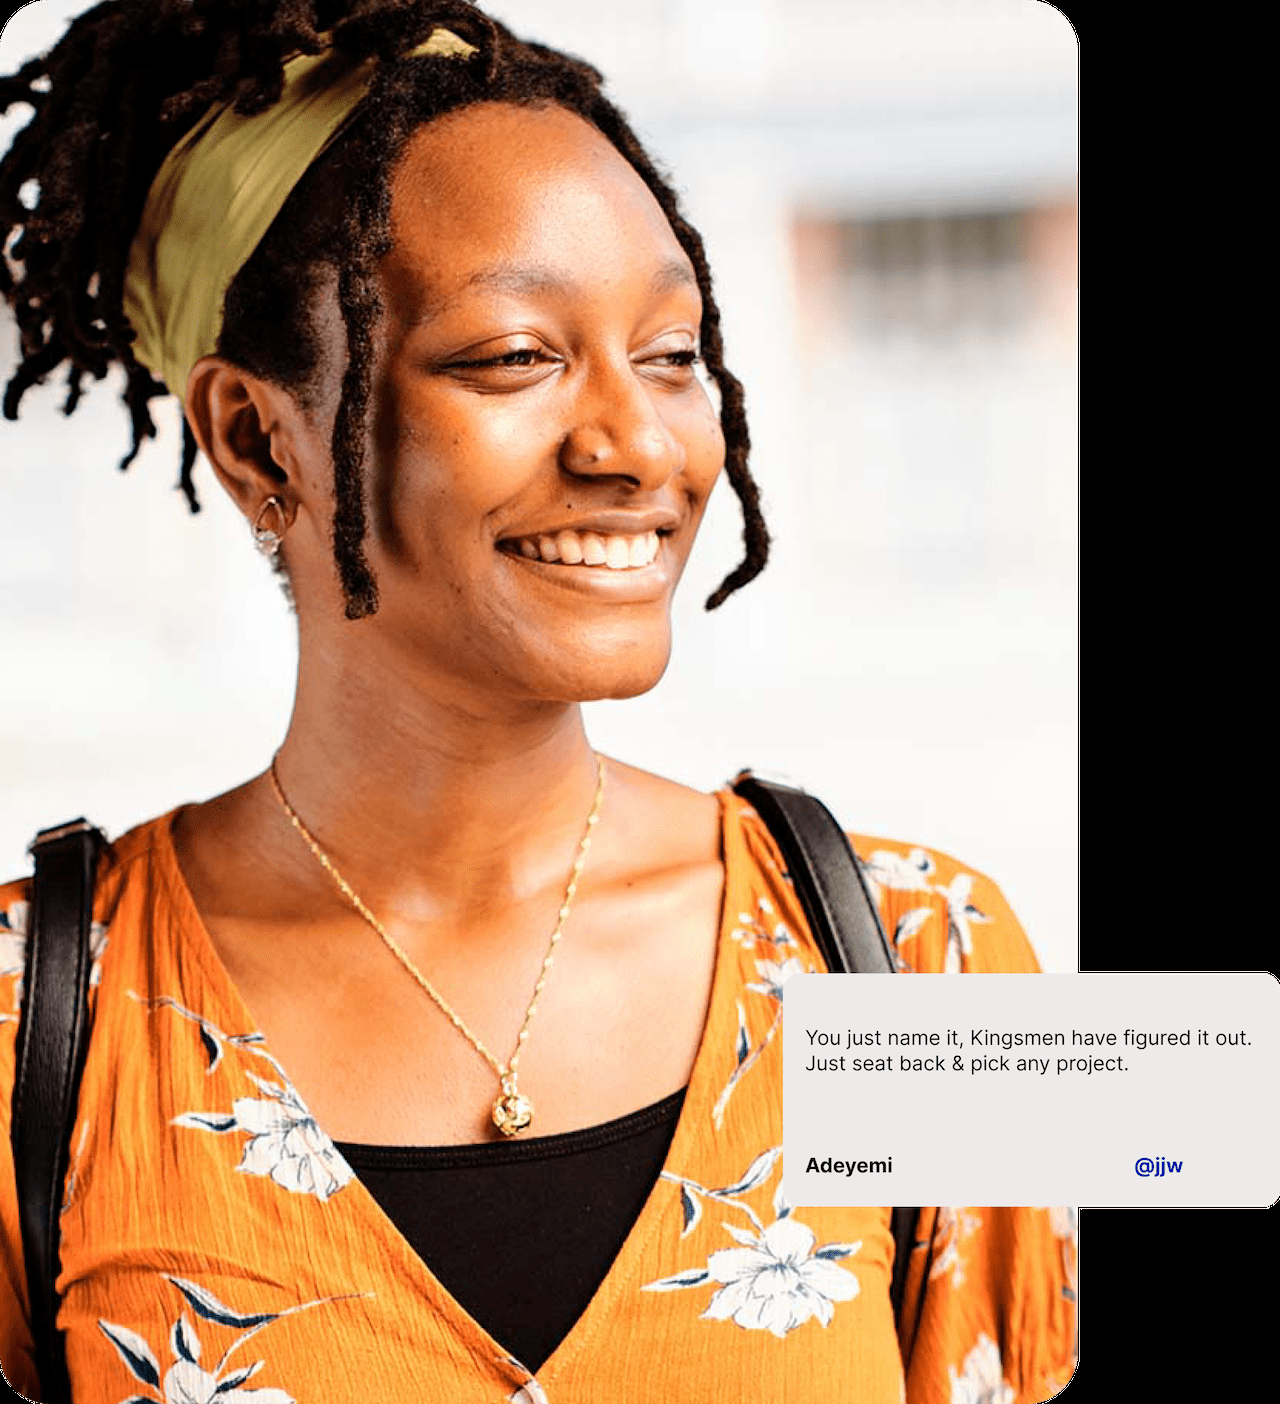 You just name it, Kingsmen have figured it out.
Just seat back & pick any project.
Adeyemi @jjw